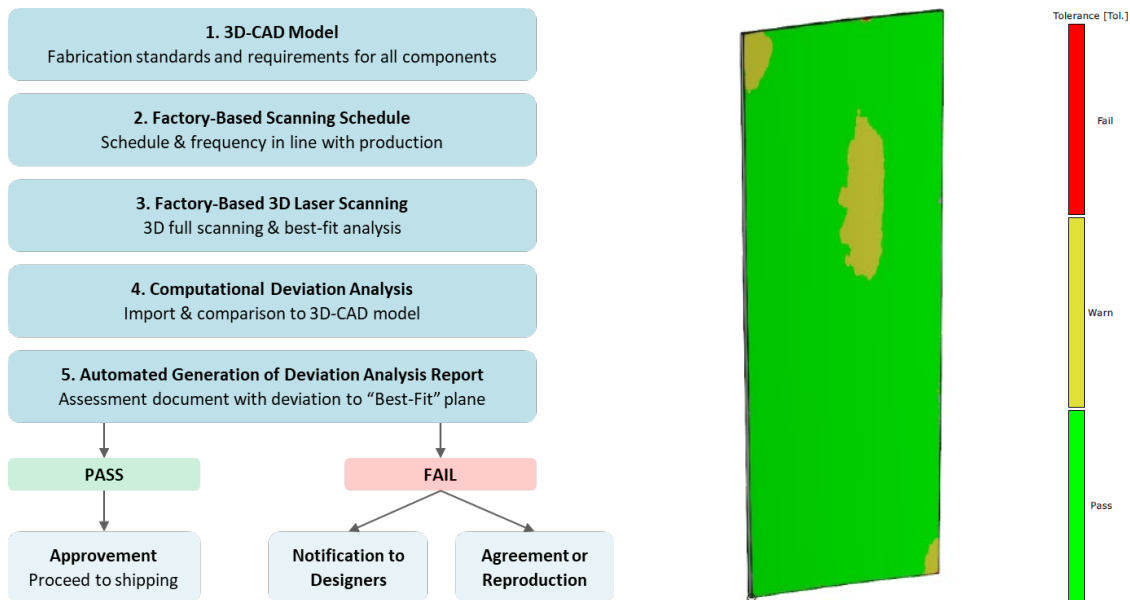 1. 3D-CAD Model
Fabrication standards and requirements for all components
2. Factory-Based Scanning Schedule
Schedule & frequency in line with production
3. Factory-Based 3D Laser Scanning
3D full scanning & best-fit analysis
4. Computational Deviation Analysis
Import & comparison to 3D-CAD model
5. Automated Generation of Deviation Analysis Report
Assessment document with deviation to “Best-Fit” plane
PASS
FAIL
Approvement
Proceed to shipping
Notification to
Designers
Agreement or
Reproduction
Tolerance [Tol.]
Fail
Warn
Pass